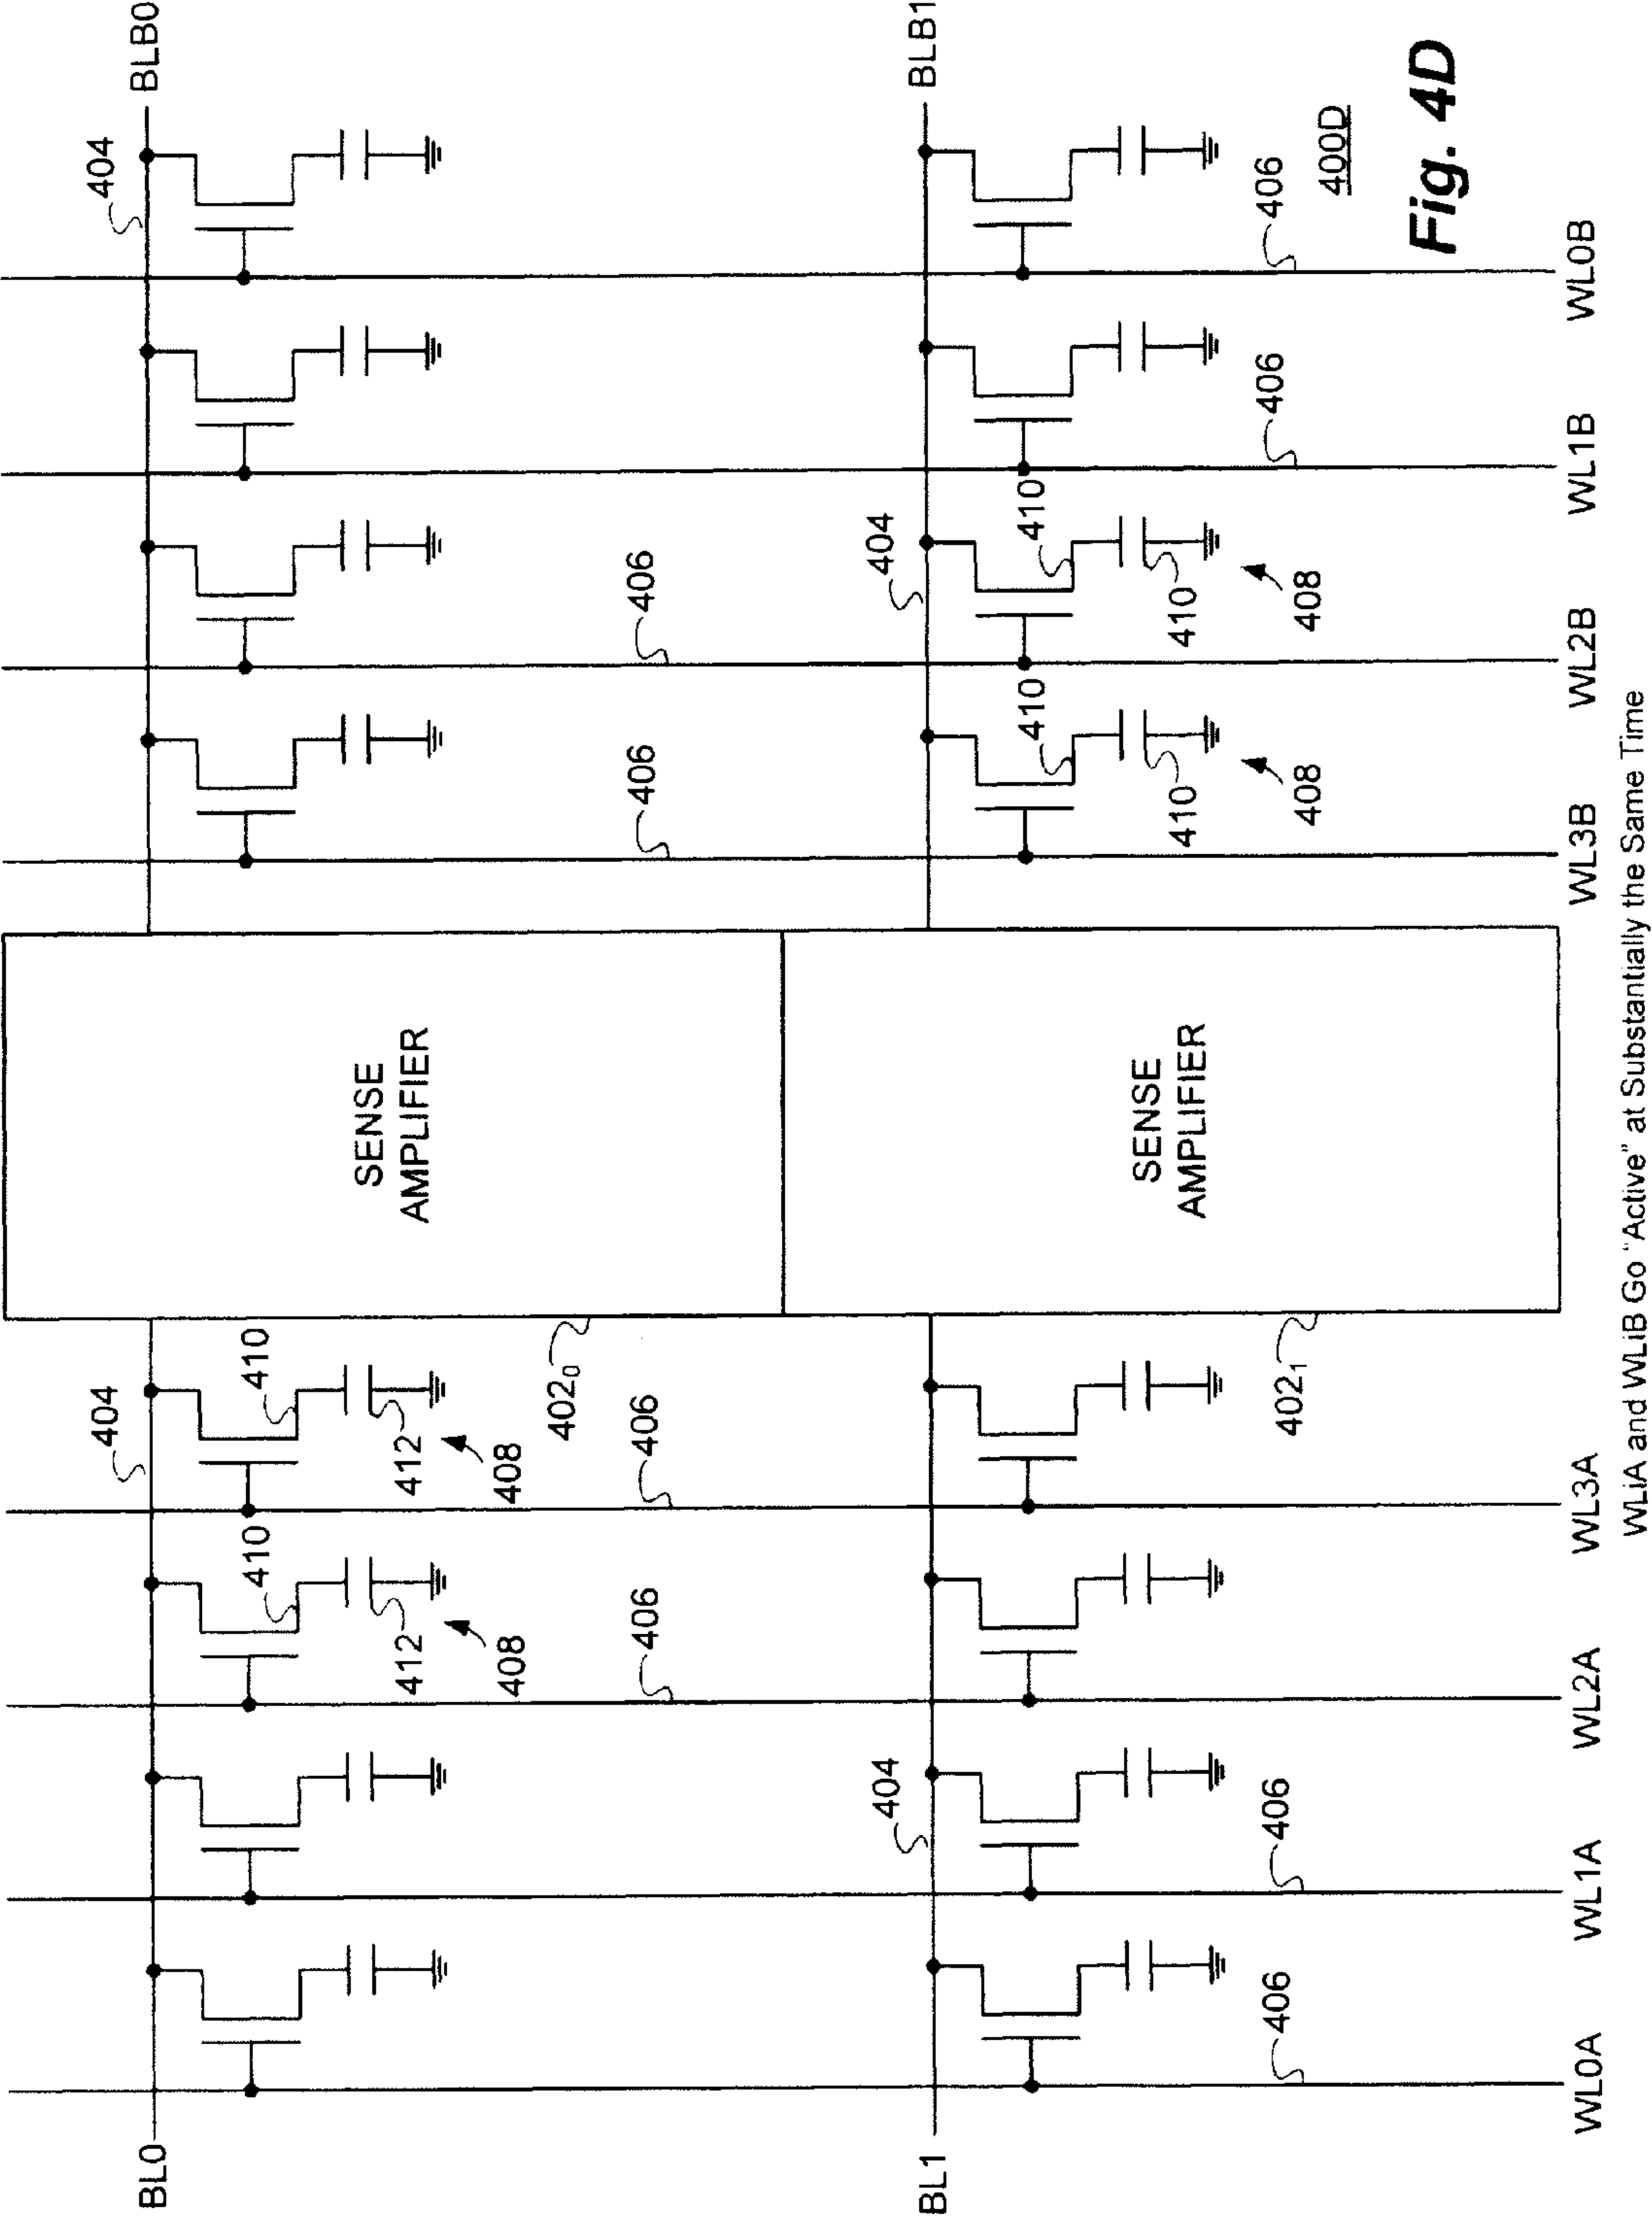 404
404
BL0
BLB0
410
410
SENSE
412
412
AMPLIFIER
408
408
402₀
406
406
406
406
404
404
BL1
BLB1
410
410
SENSE
AMPLIFIER
410
410
406
406
402₁
408
408
406
406
400D
Fig. 4D
WL0A
WL1A
WL2A
WL3A
WL3B
WL2B
WL1B
WL0B
WLiA and WLiB Go "Active" at Substantially the Same Time